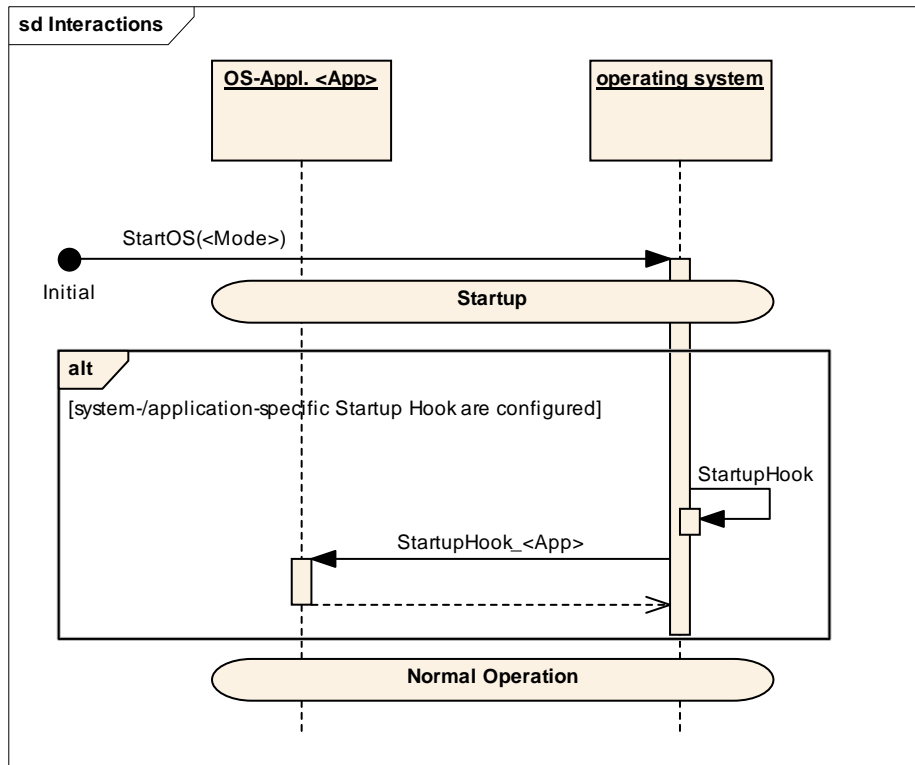 sd Interactions
OS-Appl. <App>
operating system
StartOS(<Mode>)
Initial
Startup
alt
[system-/application-specific Startup Hook are configured]
StartupHook
StartupHook_<App>
Normal Operation